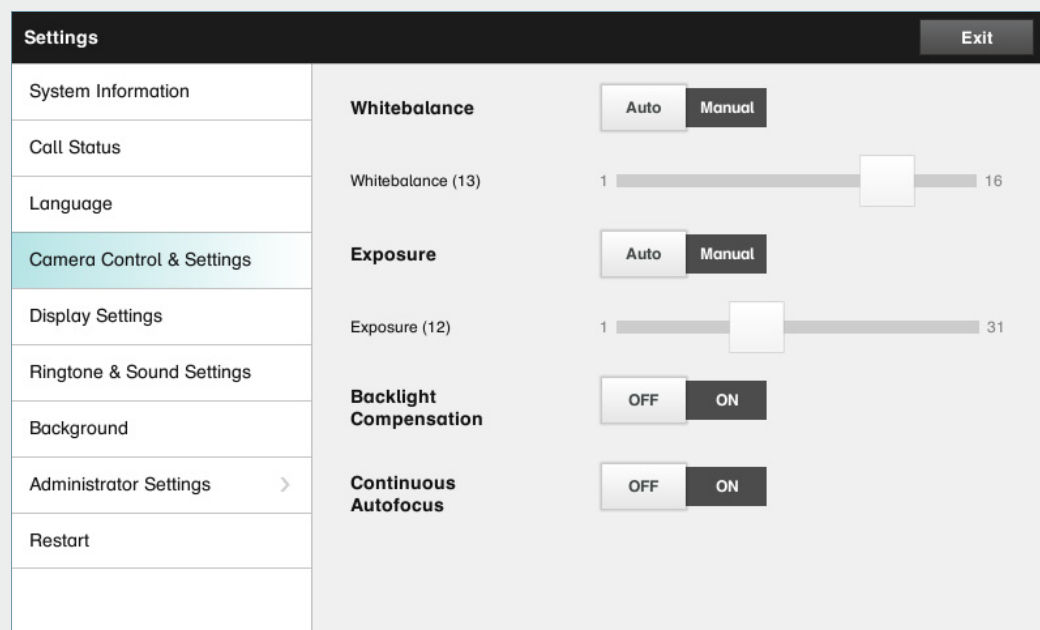 Settings
Exit
System Information
Call Status
Language
Camera Control & Settings
Display Settings
Ringtone & Sound Settings
Background
Administrator Settings
Restart
Whitebalance
Auto Manual
Whitebalance (13)
1 16
Exposure
Auto Manual
Exposure (12)
1 31
Backlight
Compensation
OFF ON
Continuous
Autofocus
OFF ON